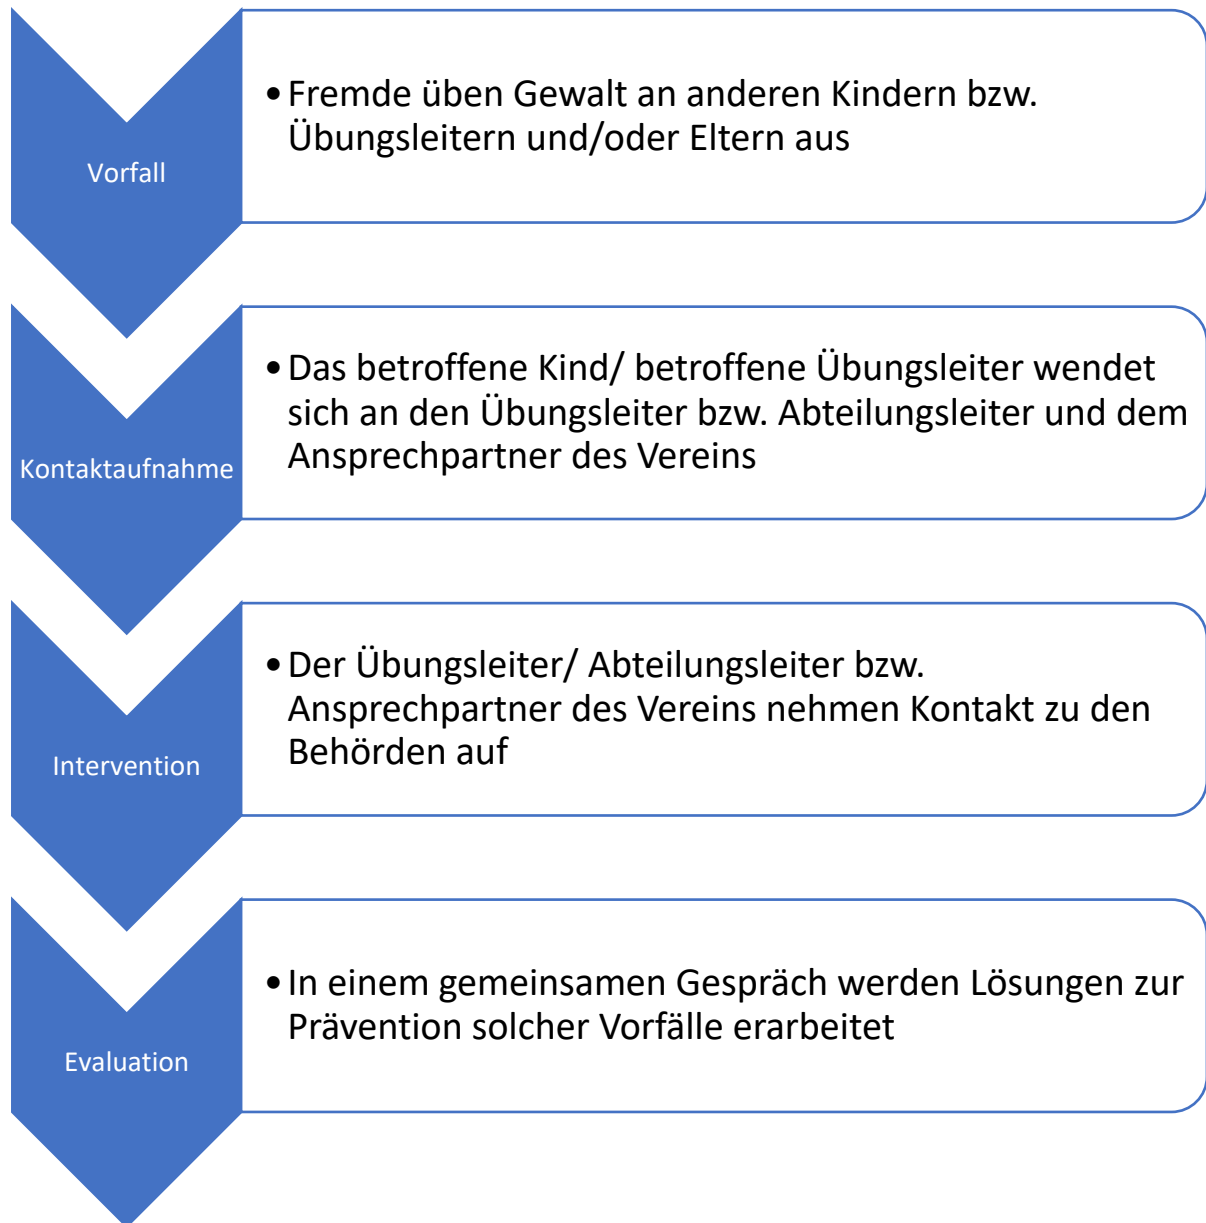 Vorfall
• Fremde üben Gewalt an anderen Kindern bzw.
Übungsleitern und/oder Eltern aus
Kontaktaufnahme
• Das betroffene Kind/ betroffene Übungsleiter wendet
sich an den Übungsleiter bzw. Abteilungsleiter und dem
Ansprechpartner des Vereins
Intervention
• Der Übungsleiter/ Abteilungsleiter bzw.
Ansprechpartner des Vereins nehmen Kontakt zu den
Behörden auf
Evaluation
• In einem gemeinsamen Gespräch werden Lösungen zur
Prävention solcher Vorfälle erarbeitet